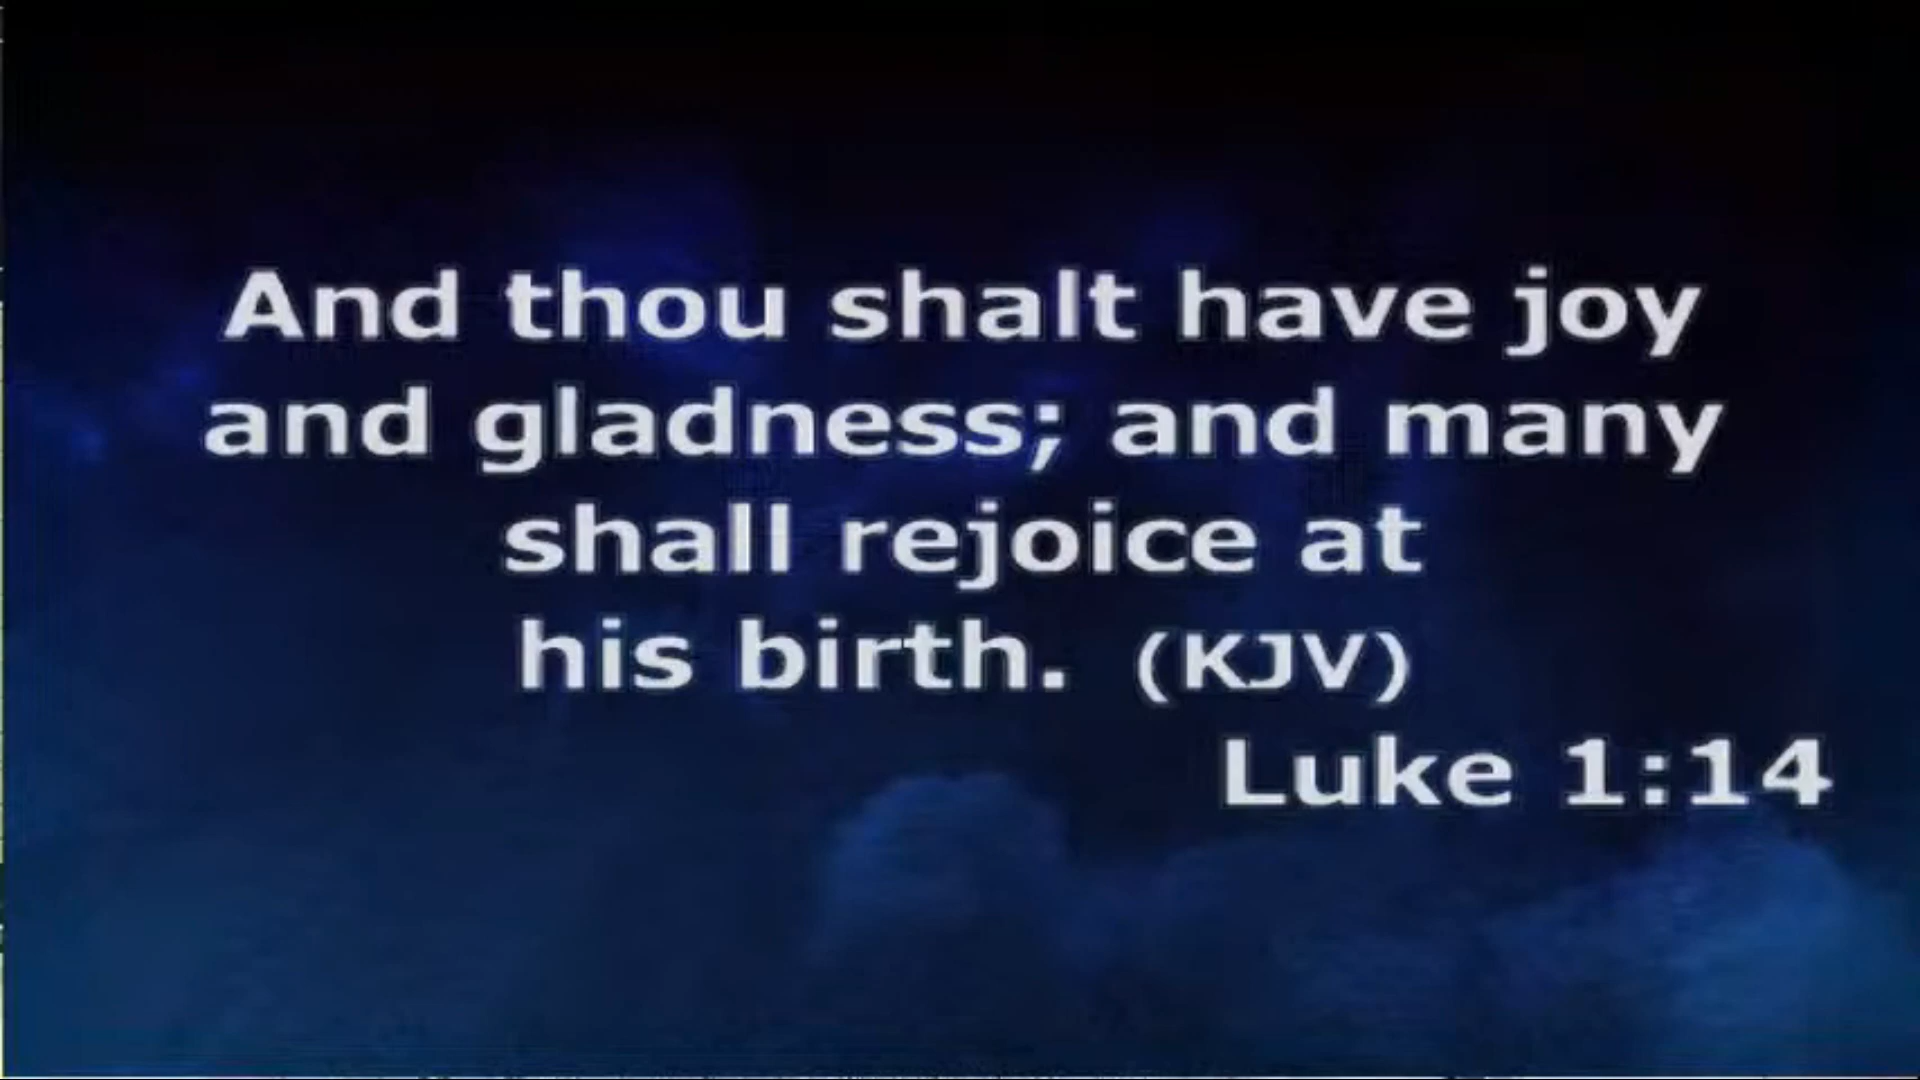 And thou shalt have joy
and gladness; and many
shall rejoice at
his birth. (KJV)
Luke 1:14